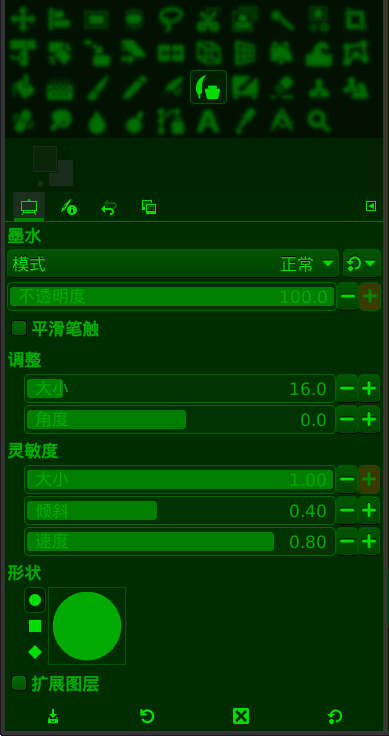 墨水
模式 正常
不透明度 100.0
平滑笔触
调整
大小 16.0
角度 0.0
灵敏度
大小 1.00
倾斜 0.40
速度 0.80
形状
扩展图层